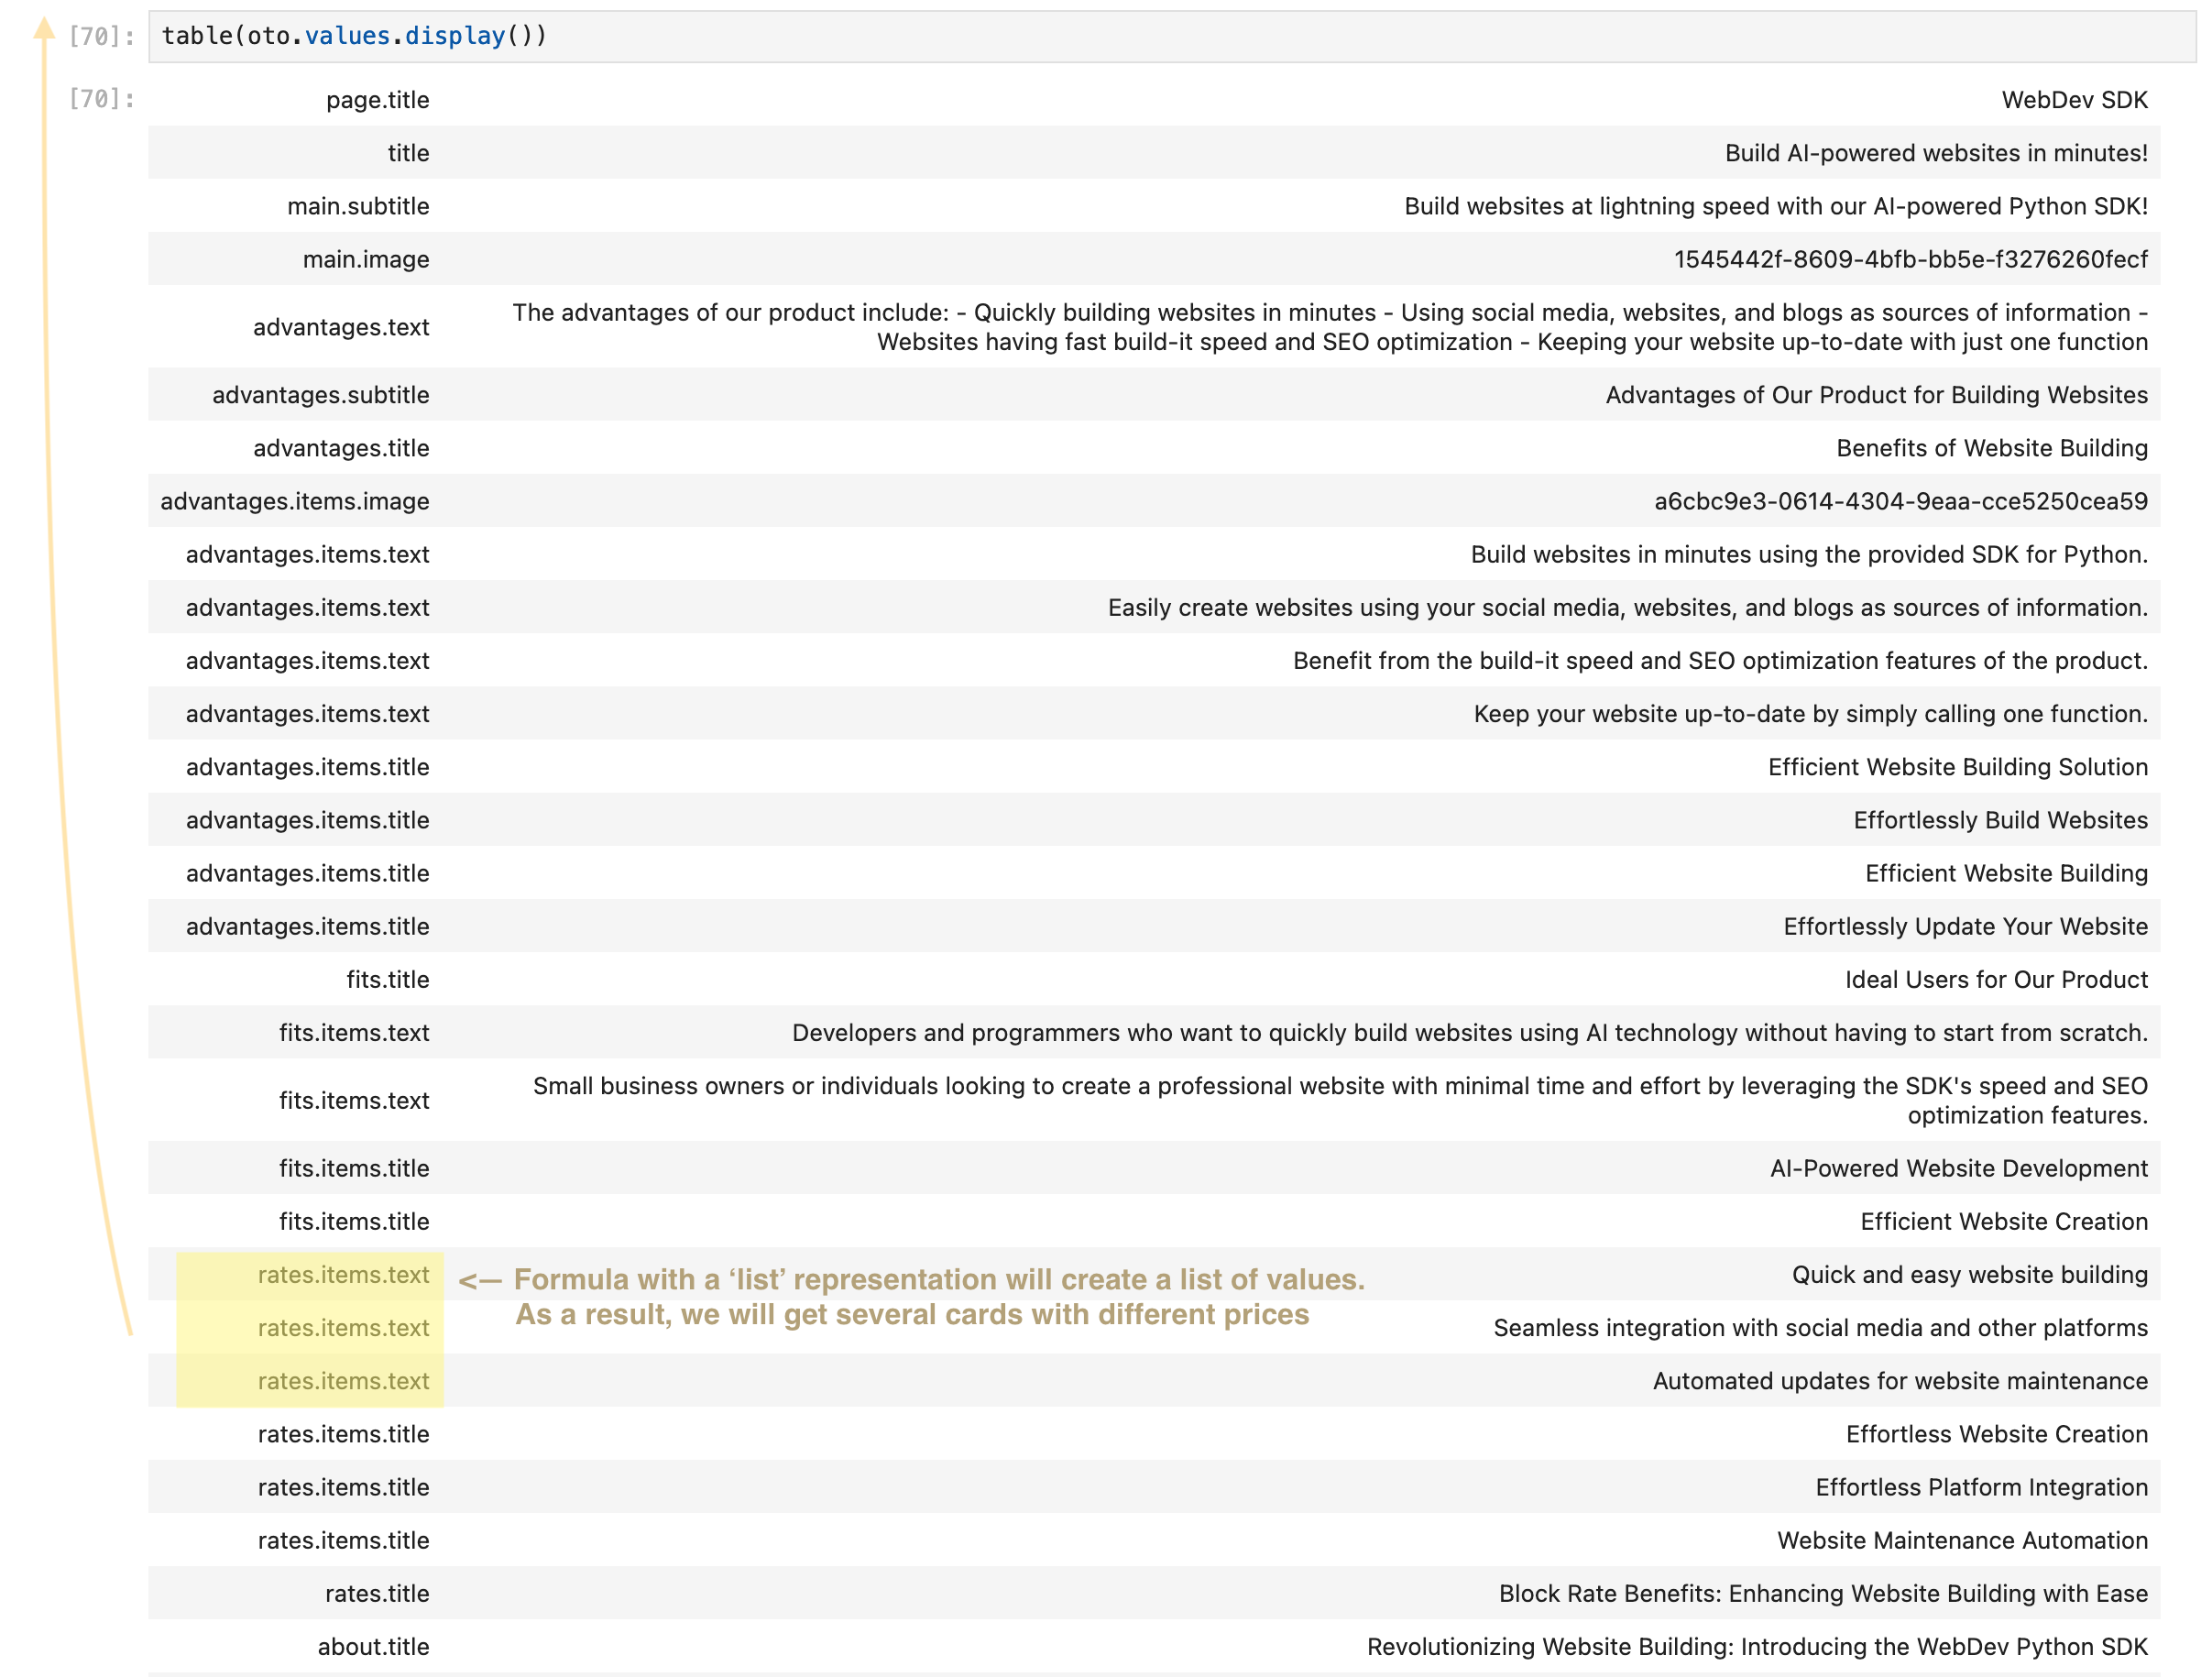 [70]: table(oto.values.display())
[70]:
page.title WebDev SDK
title Build AI-powered websites in minutes!
main.subtitle Build websites at lightning speed with our AI-powered Python SDK!
main.image 1545442f-8609-4bfb-bb5e-f3276260fecf
advantages.text The advantages of our product include: - Quickly building websites in minutes - Using social media, websites, and blogs as sources of information -
Websites having fast build-it speed and SEO optimization - Keeping your website up-to-date with just one function
advantages.subtitle Advantages of Our Product for Building Websites
advantages.title Benefits of Website Building
advantages.items.image a6cbc9e3-0614-4304-9eaa-cce5250cea59
advantages.items.text Build websites in minutes using the provided SDK for Python.
advantages.items.text Easily create websites using your social media, websites, and blogs as sources of information.
advantages.items.text Benefit from the build-it speed and SEO optimization features of the product.
advantages.items.text Keep your website up-to-date by simply calling one function.
advantages.items.title Efficient Website Building Solution
advantages.items.title Effortlessly Build Websites
advantages.items.title Efficient Website Building
advantages.items.title Effortlessly Update Your Website
fits.title Ideal Users for Our Product
fits.items.text Developers and programmers who want to quickly build websites using AI technology without having to start from scratch.
fits.items.text Small business owners or individuals looking to create a professional website with minimal time and effort by leveraging the SDK's speed and SEO
optimization features.
fits.items.title AI-Powered Website Development
fits.items.title Efficient Website Creation
rates.items.text <— Formula with a ‘list’ representation will create a list of values. Quick and easy website building
As a result, we will get several cards with different prices
rates.items.text Seamless integration with social media and other platforms
rates.items.text Automated updates for website maintenance
rates.items.title Effortless Website Creation
rates.items.title Effortless Platform Integration
rates.items.title Website Maintenance Automation
rates.title Block Rate Benefits: Enhancing Website Building with Ease
about.title Revolutionizing Website Building: Introducing the WebDev Python SDK